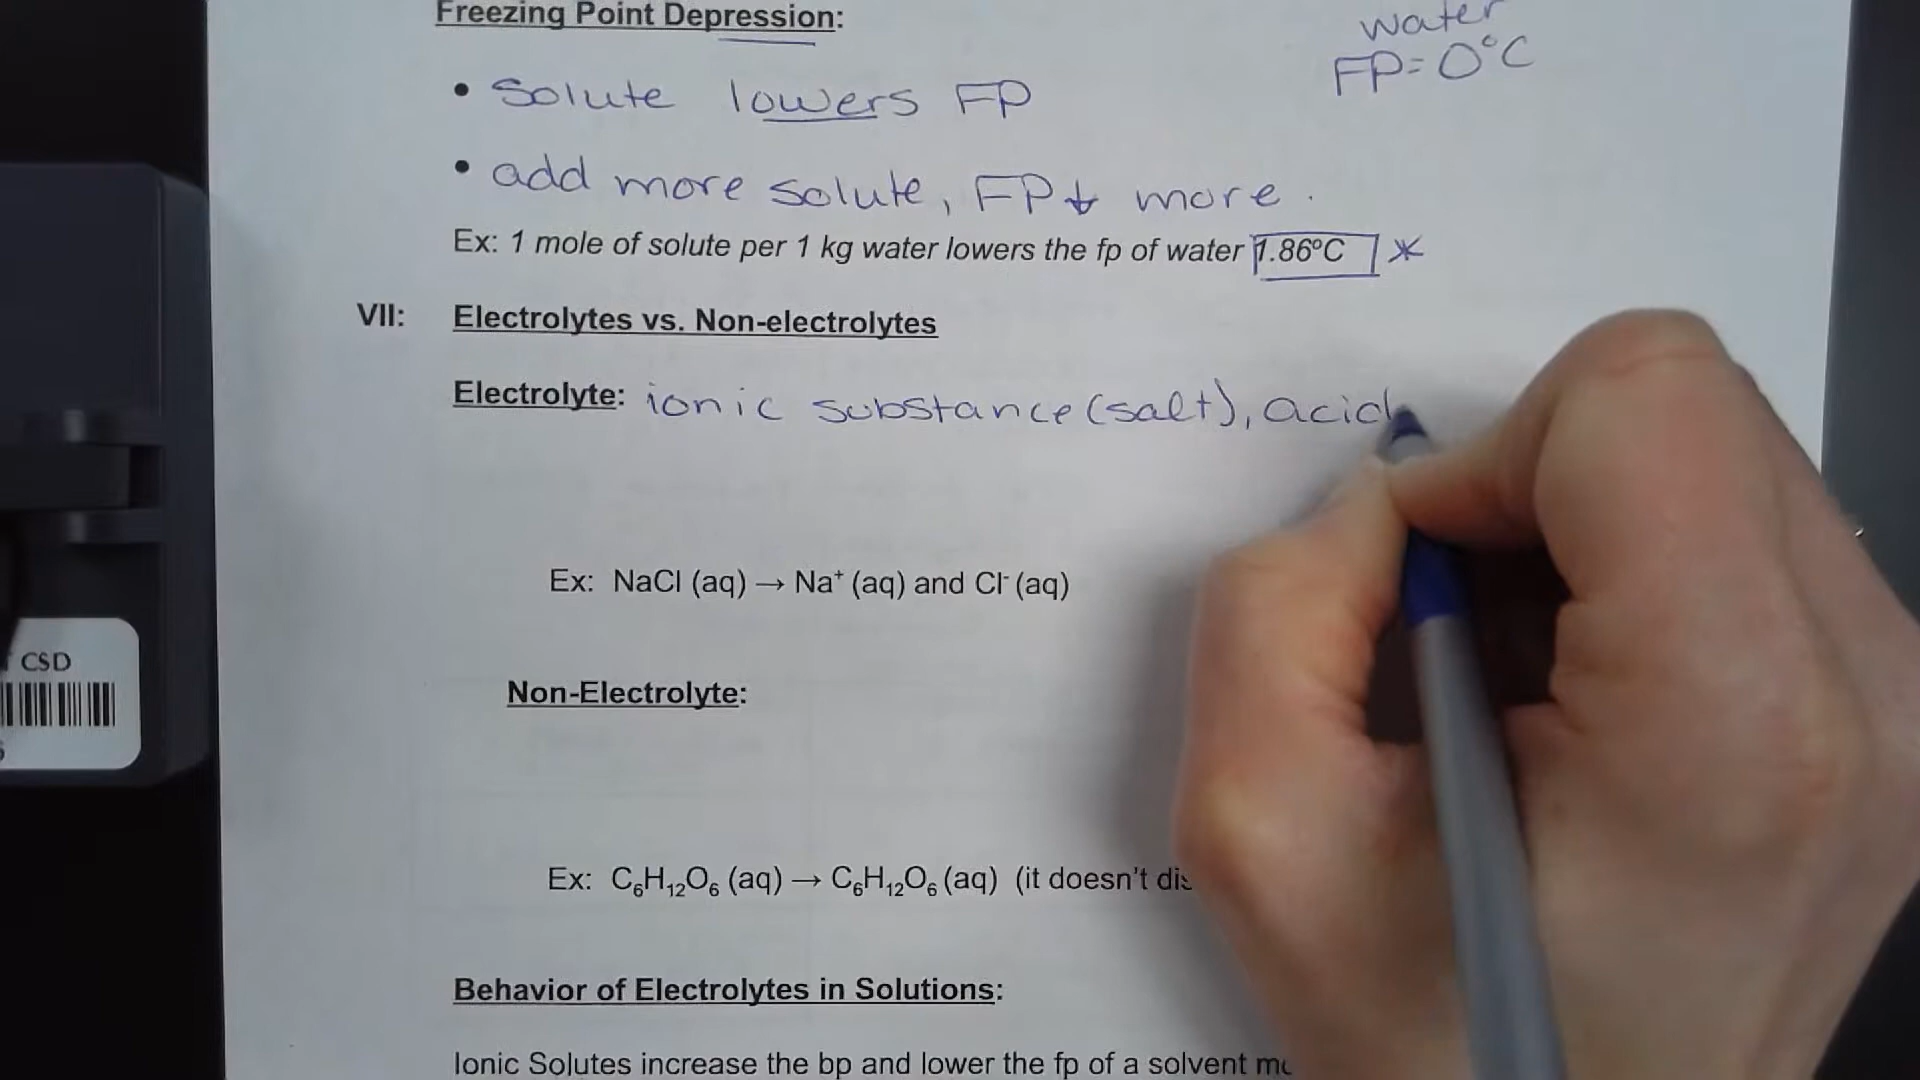 Freezing Point Depression:
water
FP=0°C
• Solute lowers FP
• add more solute, FP↓ more.
Ex: 1 mole of solute per 1 kg water lowers the fp of water 1.86°C *
VII: Electrolytes vs. Non-electrolytes
Electrolyte: ionic substance (salt), acid
Ex: NaCl (aq) → Na⁺ (aq) and Cl⁻ (aq)
CSD
Non-Electrolyte:
Ex: C₆H₁₂O₆ (aq) → C₆H₁₂O₆ (aq) (it doesn't
Behavior of Electrolytes in Solutions:
Ionic Solutes increase the bp and lower the fp of a solvent